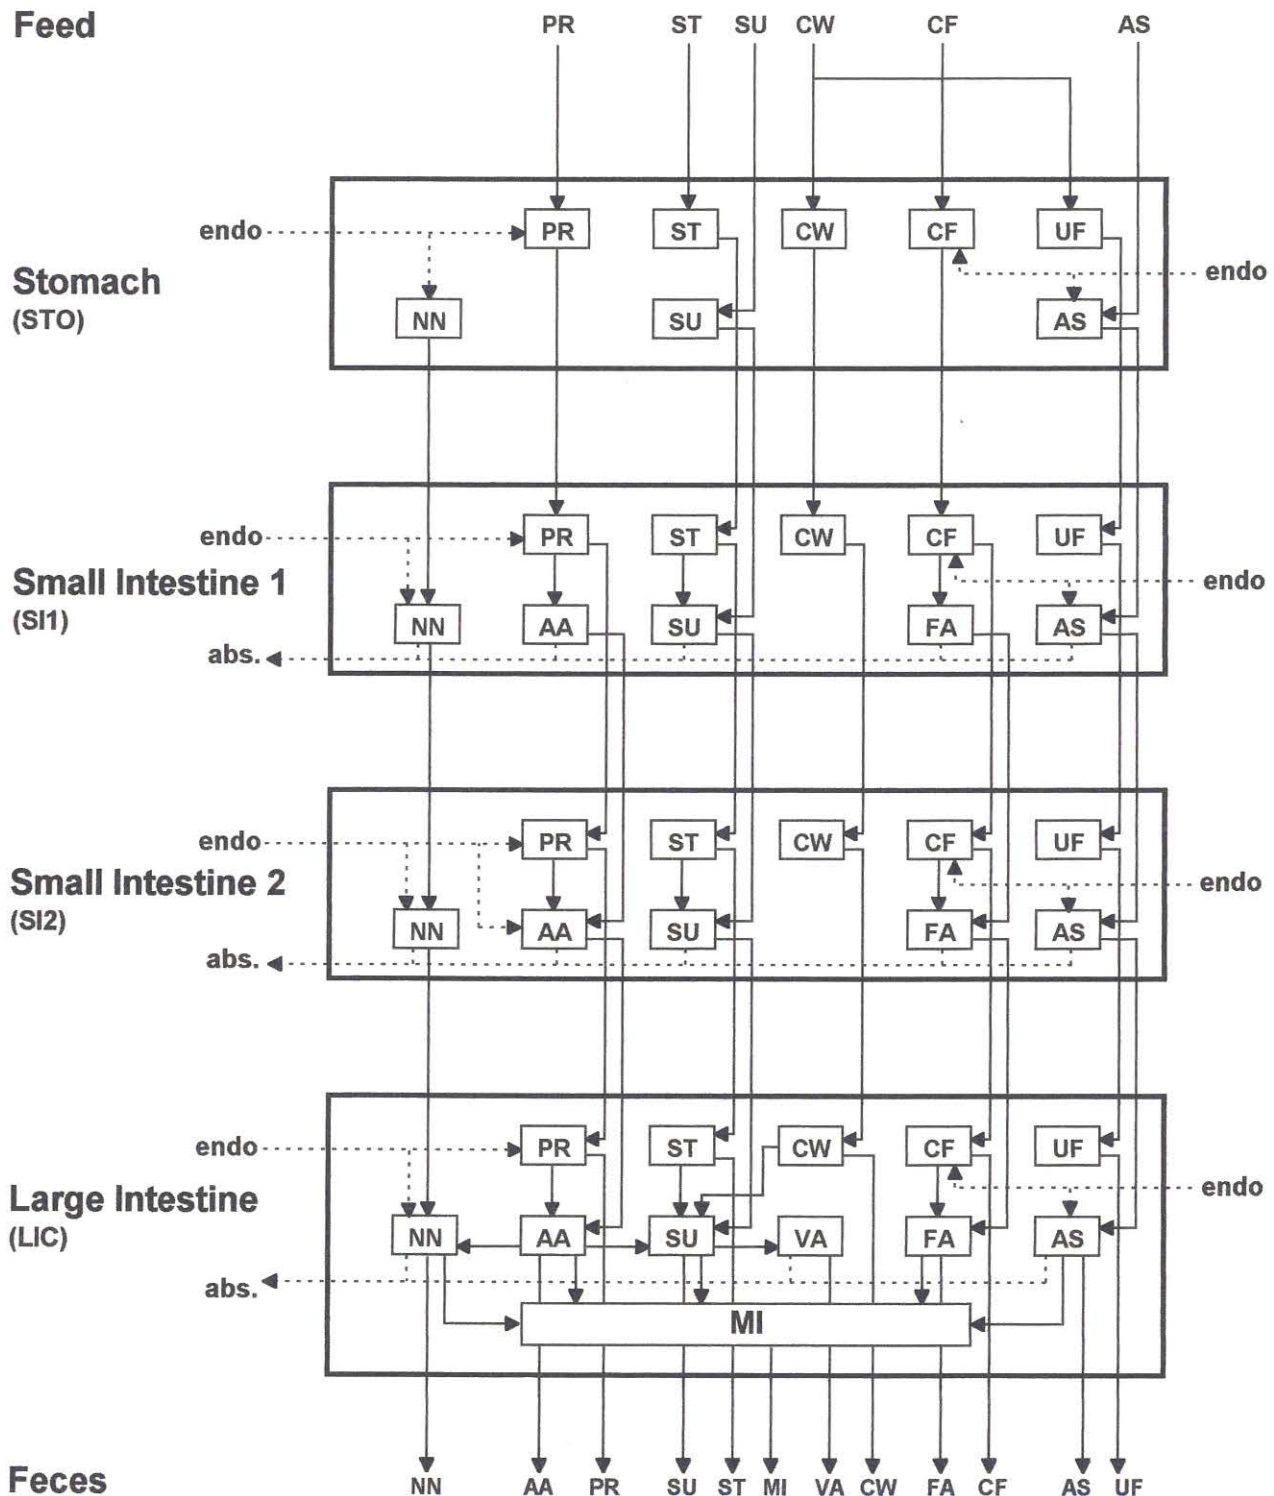 Feed PR ST SU CW CF AS
endo PR ST CW CF UF
endo
Stomach
(STO) NN SU AS
endo PR ST CW CF UF
Small Intestine 1 endo
(SI1) NN AA SU FA AS
abs.
endo PR ST CW CF UF
Small Intestine 2 endo
(SI2) NN AA SU FA AS
abs.
endo PR ST CW CF UF
Large Intestine endo
(LIC) NN AA SU VA FA AS
abs.
MI
Feces NN AA PR SU ST MI VA CW FA CF AS UF